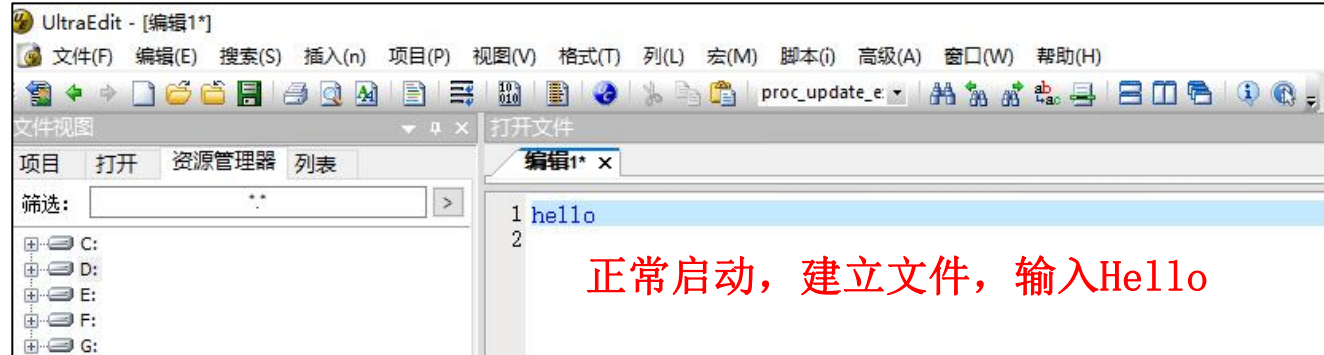 UltraEdit - [编辑1*]
文件(F) 编辑(E) 搜索(S) 插入(n) 项目(P) 视图(V) 格式(T) 列(L) 宏(M) 脚本(i) 高级(A) 窗口(W) 帮助(H)
proc_update_e:
文件视图
打开文件
项目 打开 资源管理器 列表
编辑1* ×
筛选: *.* >
1 hello
2
正常启动，建立文件，输入Hello
C:
D:
E:
F:
G: